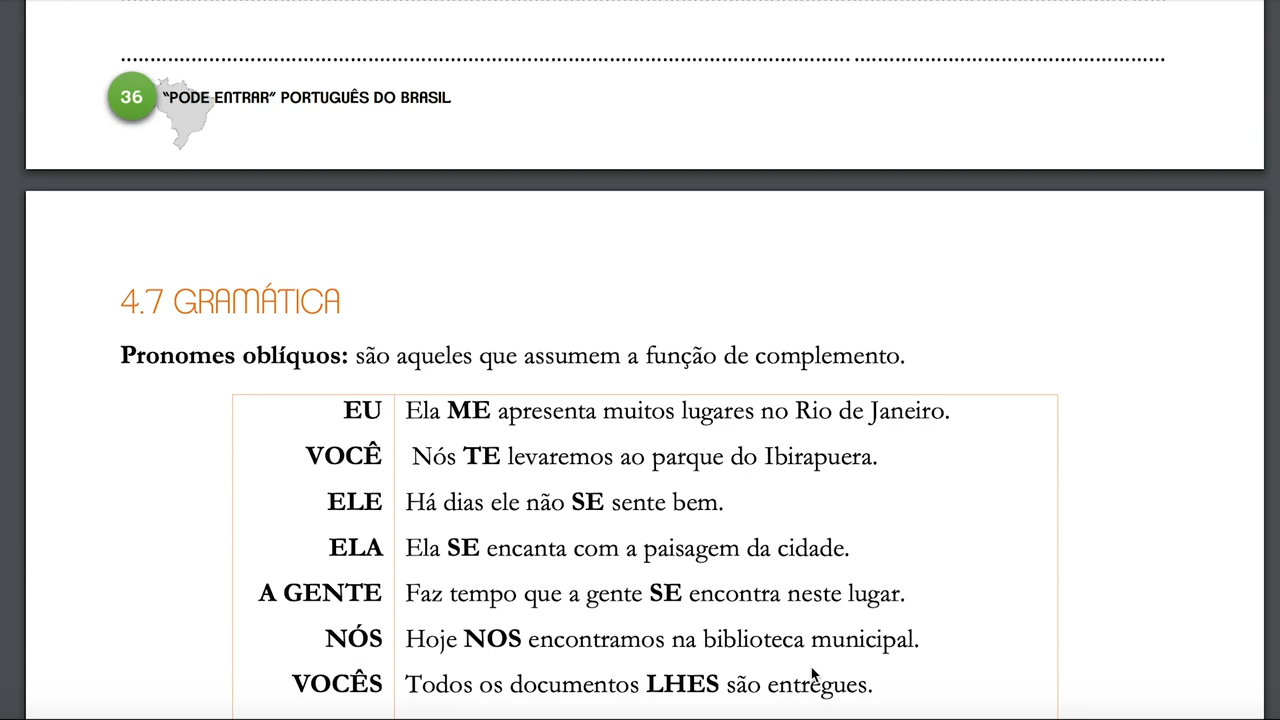 36 "PODE ENTRAR" PORTUGUÊS DO BRASIL
4.7 GRAMÁTICA
Pronomes oblíquos: são aqueles que assumem a função de complemento.
EU Ela ME apresenta muitos lugares no Rio de Janeiro.
VOCÊ Nós TE levaremos ao parque do Ibirapuera.
ELE Há dias ele não SE sente bem.
ELA Ela SE encanta com a paisagem da cidade.
A GENTE Faz tempo que a gente SE encontra neste lugar.
NÓS Hoje NOS encontramos na biblioteca municipal.
VOCÊS Todos os documentos LHES são entregues.